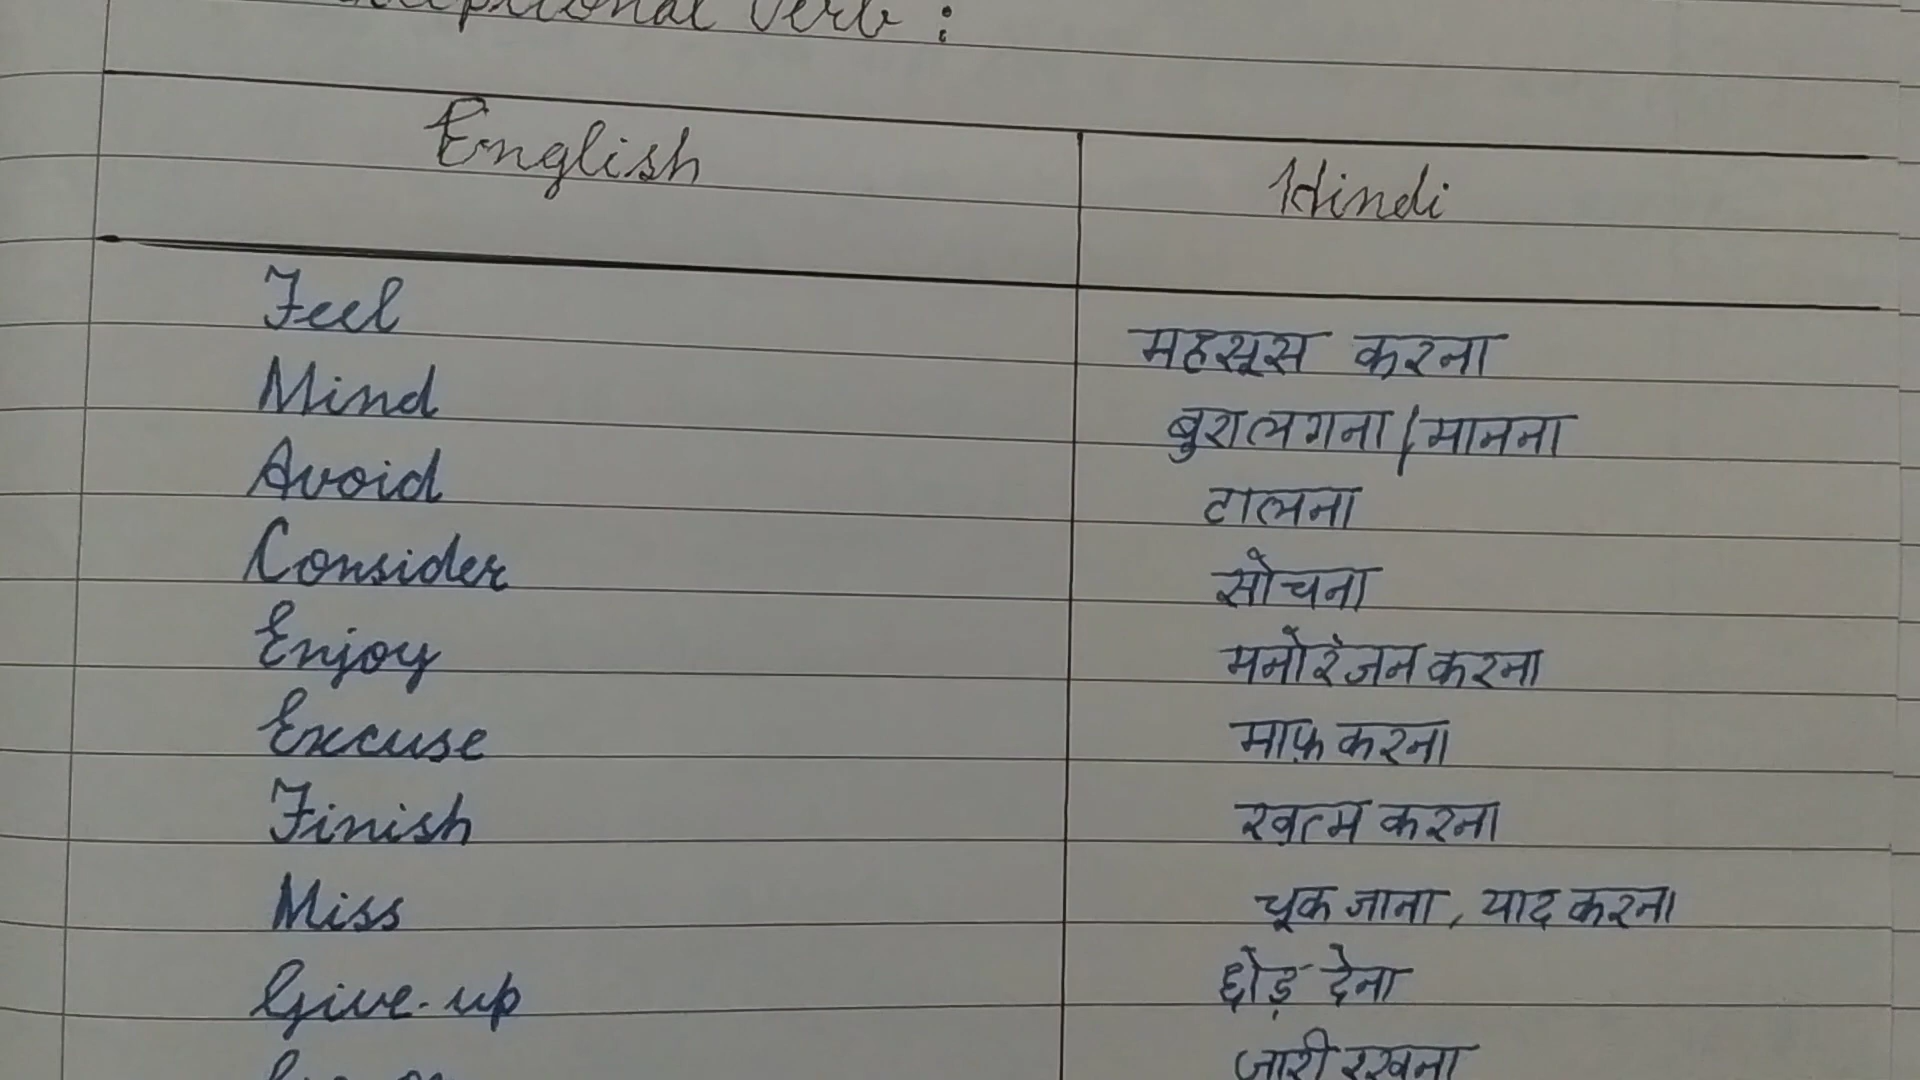 Verb :
English Hindi
Feel महसूस करना
Mind बुरा लगना / मानना
Avoid टालना
Consider सोचना
Enjoy मनोरंजन करना
Excuse माफ़ करना
Finish ख़त्म करना
Miss चूक जाना, याद करना
Give-up छोड़ देना
जारी रखना